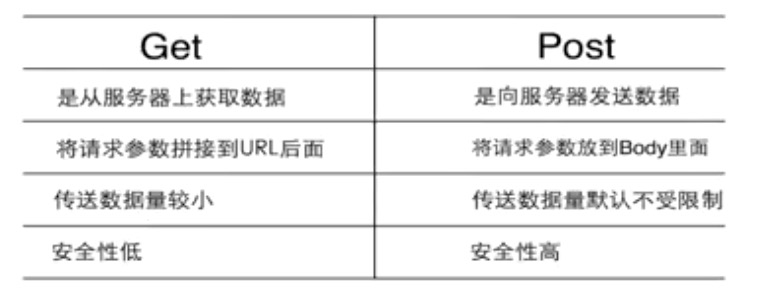 Get Post
是从服务器上获取数据 是向服务器发送数据
将请求参数拼接到URL后面 将请求参数放到Body里面
传送数据量较小 传送数据量默认不受限制
安全性低 安全性高